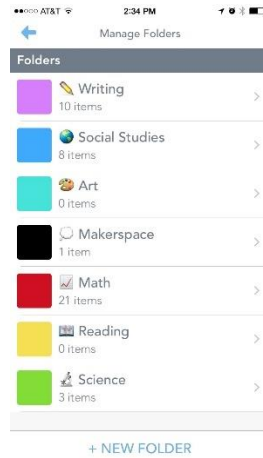 AT&T 2:34 PM
Manage Folders
Folders
Writing
10 items
Social Studies
8 items
Art
0 items
Makerspace
1 item
Math
21 items
Reading
0 items
Science
3 items
+ NEW FOLDER